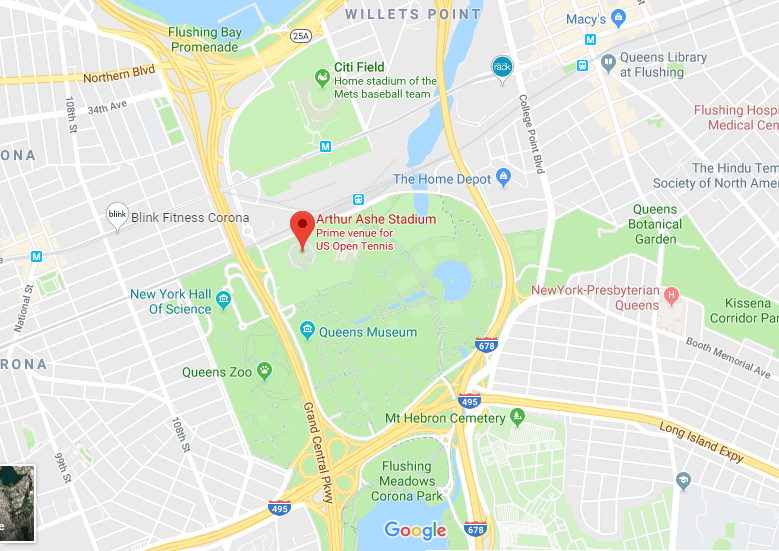 WILLETS POINT
Flushing Bay
Promenade
25A
Macy's
M
Citi Field
Home stadium of the
Mets baseball team
rack
Queens Library
at Flushing
Northern Blvd
108th St
34th Ave
College Point Blvd
Flushing Hosp
Medical Cen
M
ONA
The Home Depot
The Hindu Tem
Society of North Amer
blink
Blink Fitness Corona
Arthur Ashe Stadium
Prime venue for
US Open Tennis
Queens
Botanical
Garden
M
National St
New York Hall
Of Science
NewYork-Presbyterian
Queens
H
Kissena
Corridor Par
Queens Museum
678
Booth Memorial Ave
ORONA
Queens Zoo
495
Grand Central Pkwy
Mt Hebron Cemetery
108th St
Long Island Expy
99th St
Flushing
Meadows
Corona Park
495
Google
678
e